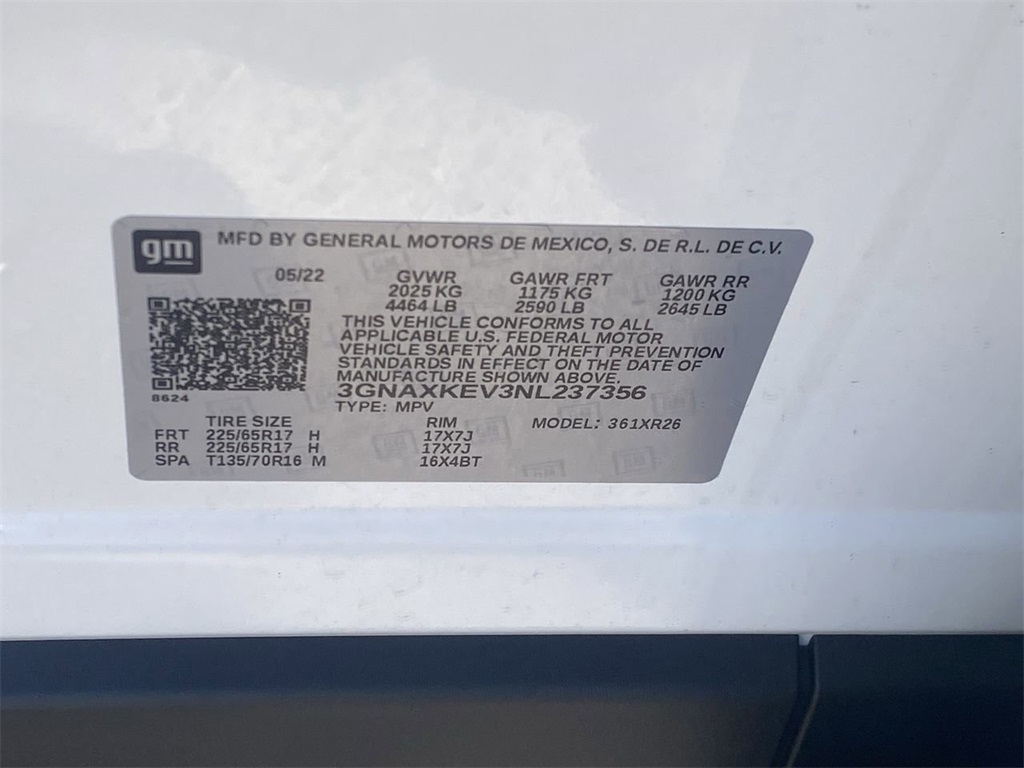 gm MFD BY GENERAL MOTORS DE MEXICO, S. DE R.L. DE C.V.
05/22 GVWR GAWR FRT GAWR RR
2025 KG 1175 KG 1200 KG
4464 LB 2590 LB 2645 LB
THIS VEHICLE CONFORMS TO ALL
APPLICABLE U.S. FEDERAL MOTOR
VEHICLE SAFETY AND THEFT PREVENTION
STANDARDS IN EFFECT ON THE DATE OF
MANUFACTURE SHOWN ABOVE.
8624 3GNAXKEV3NL237356
TYPE: MPV
TIRE SIZE RIM MODEL: 361XR26
FRT 225/65R17 H 17X7J
RR 225/65R17 H 17X7J
SPA T135/70R16 M 16X4BT